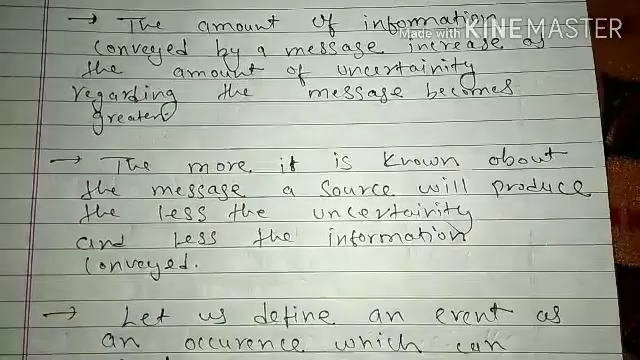 → The amount of information
Made with KINEMASTER
conveyed by a message increase as
the amount of uncertainity
regarding the message becomes
greater
→ The more it is known about
the message a source will produce
the less the uncertainity
and less the information
conveyed.
→ Let us define an event as
an occurence which can